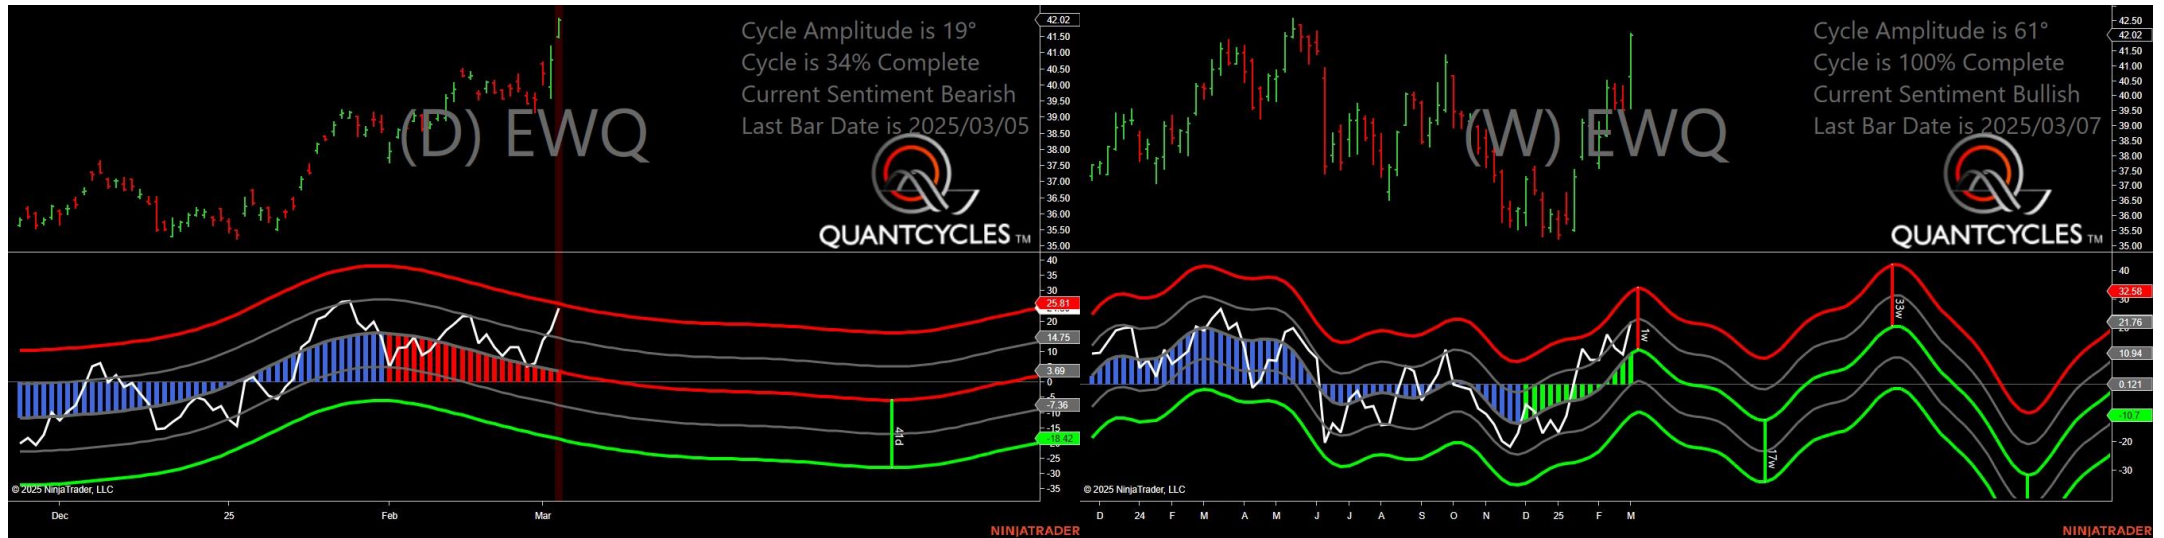 Cycle Amplitude is 19°
Cycle is 34% Complete
Current Sentiment Bearish
Last Bar Date is 2025/03/05
(D) EWQ
QUANTCYCLES TM
42.02
41.50
41.00
40.50
40.00
39.50
39.00
38.50
38.00
37.50
37.00
36.50
36.00
35.50
35.00
40
35
30
25.81
20
14.75
10
3.69
0
-5
-7.36
-10
-15
-18.42
-25
-30
-35
41d
© 2025 NinjaTrader, LLC
Dec
25
Feb
Mar
NINJATRADER
Cycle Amplitude is 61°
Cycle is 100% Complete
Current Sentiment Bullish
Last Bar Date is 2025/03/07
(W) EWQ
QUANTCYCLES TM
42.50
42.02
41.50
41.00
40.50
40.00
39.50
39.00
38.50
38.00
37.50
37.00
36.50
36.00
35.50
35.00
40
32.58
30
21.76
20
10.94
0.121
-10.7
-20
-30
1w
33w
17w
© 2025 NinjaTrader, LLC
D
24
F
M
A
M
J
J
A
S
O
N
D
25
F
M
NINJATRADER